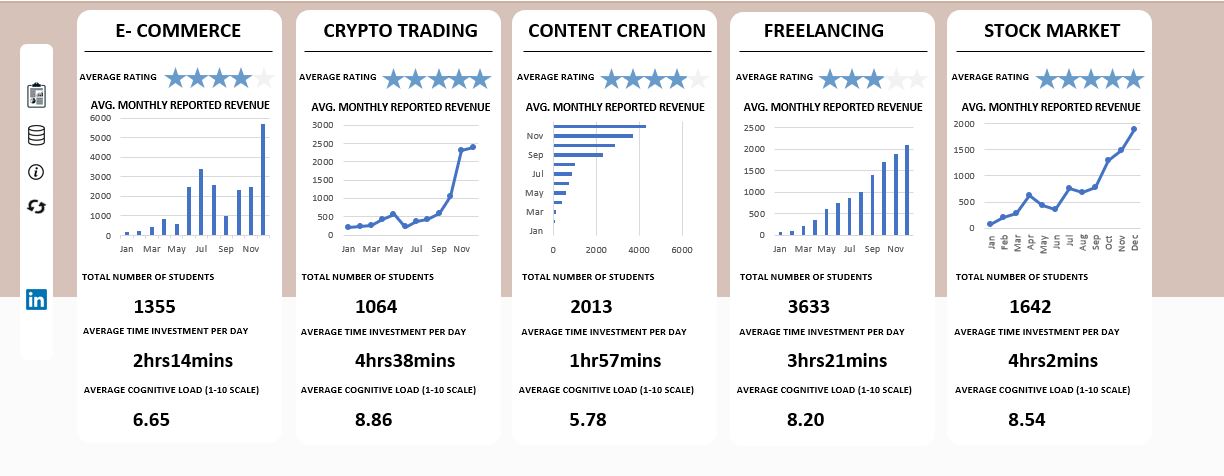 E- COMMERCE
AVERAGE RATING
AVG. MONTHLY REPORTED REVENUE
6000
5000
4000
3000
2000
1000
0
Jan Mar May Jul Sep Nov
TOTAL NUMBER OF STUDENTS
1355
AVERAGE TIME INVESTMENT PER DAY
2hrs14mins
AVERAGE COGNITIVE LOAD (1-10 SCALE)
6.65
CRYPTO TRADING
AVERAGE RATING
AVG. MONTHLY REPORTED REVENUE
3000
2500
2000
1500
1000
500
0
Jan Mar May Jul Sep Nov
TOTAL NUMBER OF STUDENTS
1064
AVERAGE TIME INVESTMENT PER DAY
4hrs38mins
AVERAGE COGNITIVE LOAD (1-10 SCALE)
8.86
CONTENT CREATION
AVERAGE RATING
AVG. MONTHLY REPORTED REVENUE
Nov
Sep
Jul
May
Mar
Jan
0 2000 4000 6000
TOTAL NUMBER OF STUDENTS
2013
AVERAGE TIME INVESTMENT PER DAY
1hr57mins
AVERAGE COGNITIVE LOAD (1-10 SCALE)
5.78
FREELANCING
AVERAGE RATING
AVG. MONTHLY REPORTED REVENUE
2500
2000
1500
1000
500
0
Jan Mar May Jul Sep Nov
TOTAL NUMBER OF STUDENTS
3633
AVERAGE TIME INVESTMENT PER DAY
3hrs21mins
AVERAGE COGNITIVE LOAD (1-10 SCALE)
8.20
STOCK MARKET
AVERAGE RATING
AVG. MONTHLY REPORTED REVENUE
2000
1500
1000
500
0
Jan Feb Mar Apr May Jun Jul Aug Sep Oct Nov Dec
TOTAL NUMBER OF STUDENTS
1642
AVERAGE TIME INVESTMENT PER DAY
4hrs2mins
AVERAGE COGNITIVE LOAD (1-10 SCALE)
8.54
in